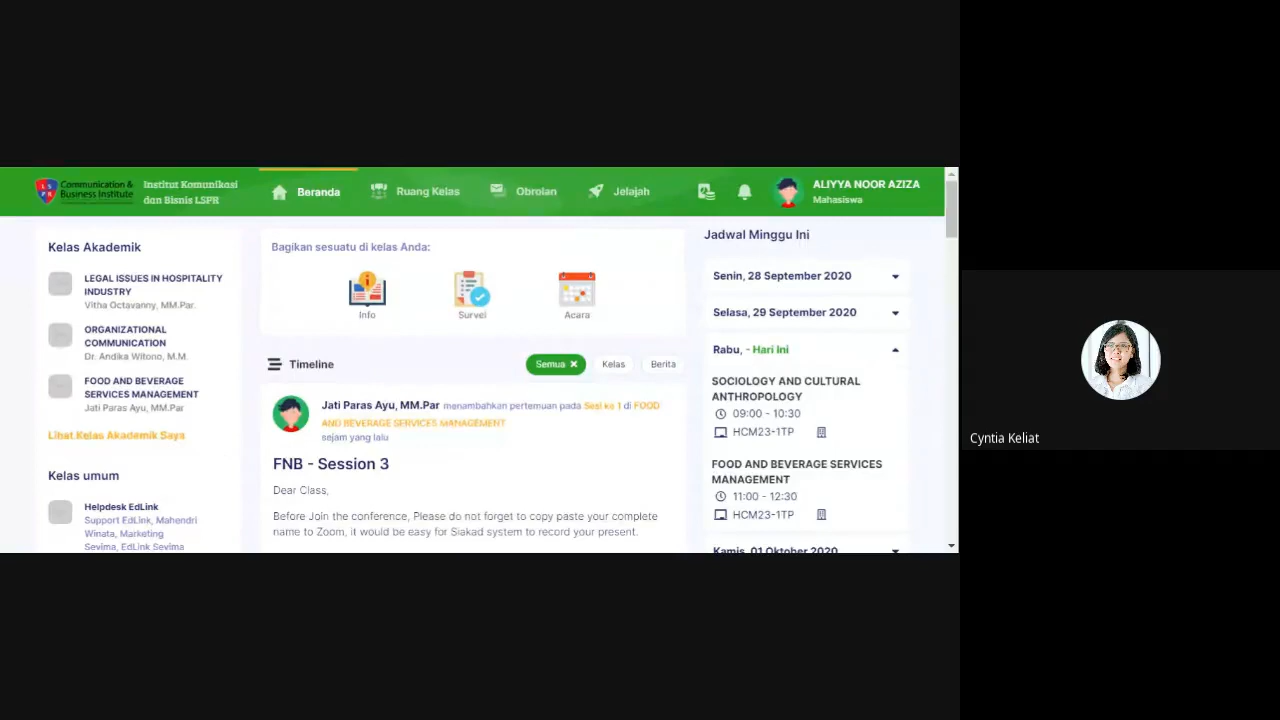 Communication &
Business Institute
Institut Komunikasi
dan Bisnis LSPR
Beranda
Ruang Kelas
Obrolan
Jelajah
ALIYYA NOOR AZIZA
Mahasiswa
Kelas Akademik
LEGAL ISSUES IN HOSPITALITY
INDUSTRY
Vitha Octavanny, MM.Par.
ORGANIZATIONAL
COMMUNICATION
Dr. Andika Witono, M.M.
FOOD AND BEVERAGE
SERVICES MANAGEMENT
Jati Paras Ayu, MM.Par
Lihat Kelas Akademik Saya
Kelas umum
Helpdesk EdLink
Support EdLink, Mahendri
Winata, Marketing
Sevima, EdLink Sevima
Bagikan sesuatu di kelas Anda:
Info
Survei
Acara
Timeline
Semua ×
Kelas
Berita
Jati Paras Ayu, MM.Par menambahkan pertemuan pada Sesi ke 1 di FOOD
AND BEVERAGE SERVICES MANAGEMENT
sejam yang lalu
FNB - Session 3
Dear Class,
Before Join the conference, Please do not forget to copy paste your complete
name to Zoom, it would be easy for Siakad system to record your present.
Jadwal Minggu Ini
Senin, 28 September 2020
Selasa, 29 September 2020
Rabu, - Hari Ini
SOCIOLOGY AND CULTURAL
ANTHROPOLOGY
09:00 - 10:30
HCM23-1TP
FOOD AND BEVERAGE SERVICES
MANAGEMENT
11:00 - 12:30
HCM23-1TP
Kamis, 01 Oktober 2020
Cyntia Keliat